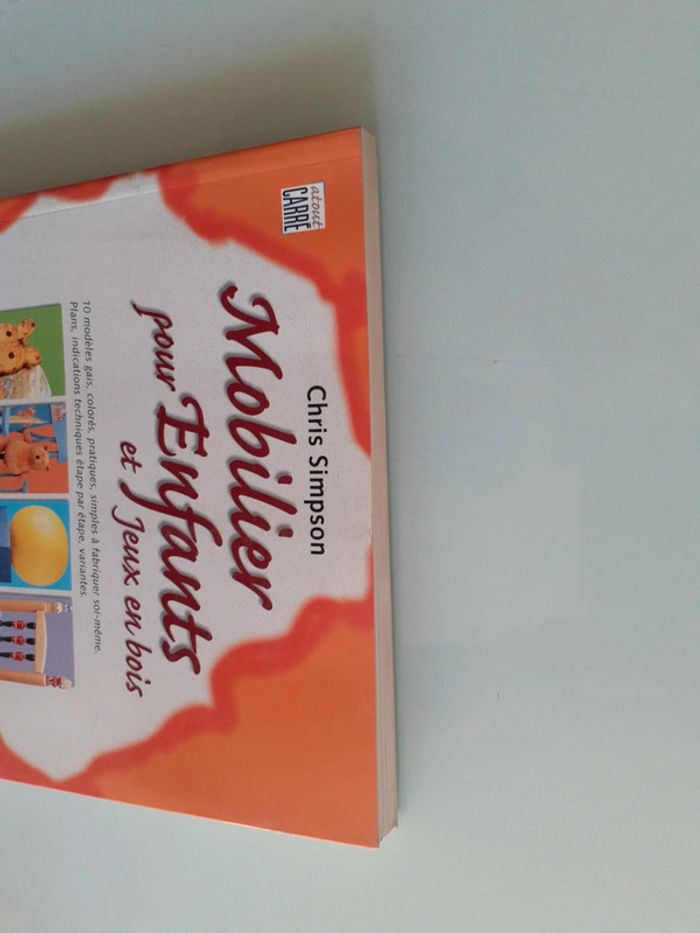 atout
CARRÉ
Chris Simpson
Mobilier
pour Enfants
et Jeux en bois
10 modèles gais, colorés, pratiques, simples à fabriquer soi-même.
Plans, indications techniques étape par étape, variantes.